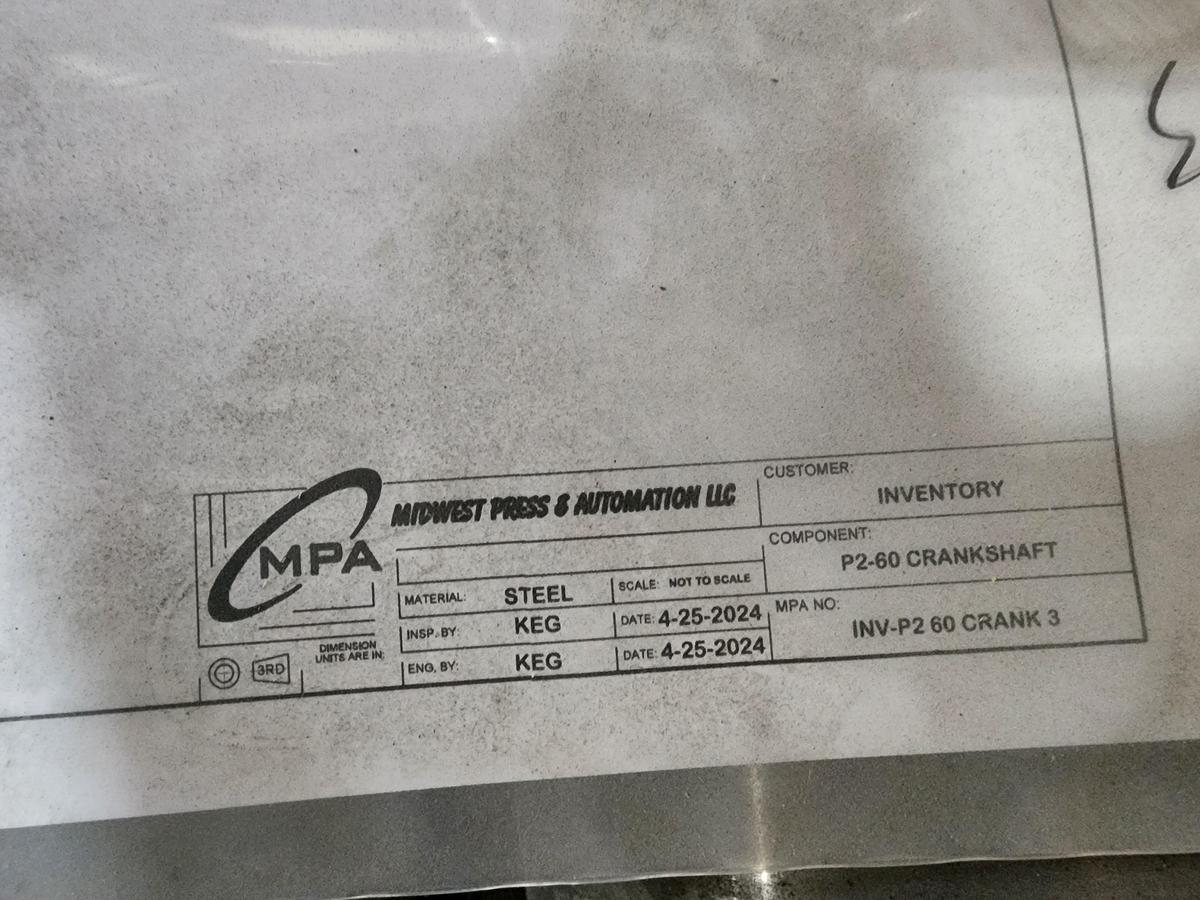 MPA
MIDWEST PRESS & AUTOMATION LLC
CUSTOMER:
INVENTORY
COMPONENT:
P2-60 CRANKSHAFT
MPA NO:
INV-P2 60 CRANK 3
MATERIAL: STEEL
SCALE: NOT TO SCALE
INSP. BY: KEG
DATE: 4-25-2024
ENG. BY: KEG
DATE: 4-25-2024
DIMENSION
UNITS ARE IN:
3RD